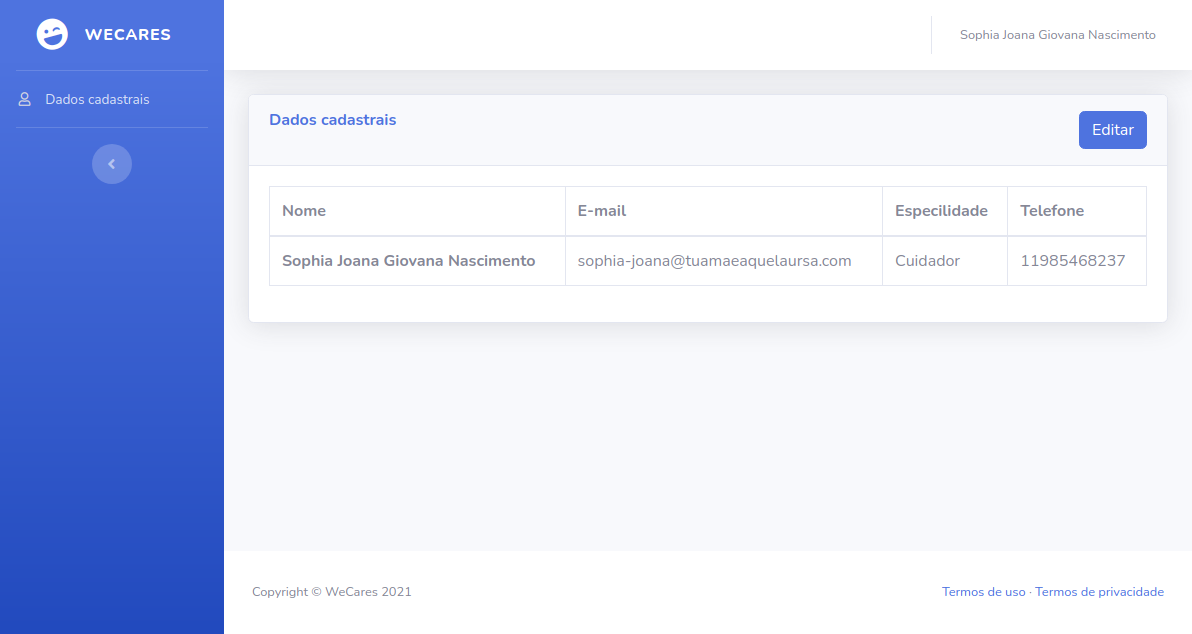 WECARES
Sophia Joana Giovana Nascimento
Dados cadastrais
Dados cadastrais
Editar
Nome E-mail Especilidade Telefone
Sophia Joana Giovana Nascimento sophia-joana@tuamaeaquelaursa.com Cuidador 11985468237
Copyright © WeCares 2021
Termos de uso · Termos de privacidade